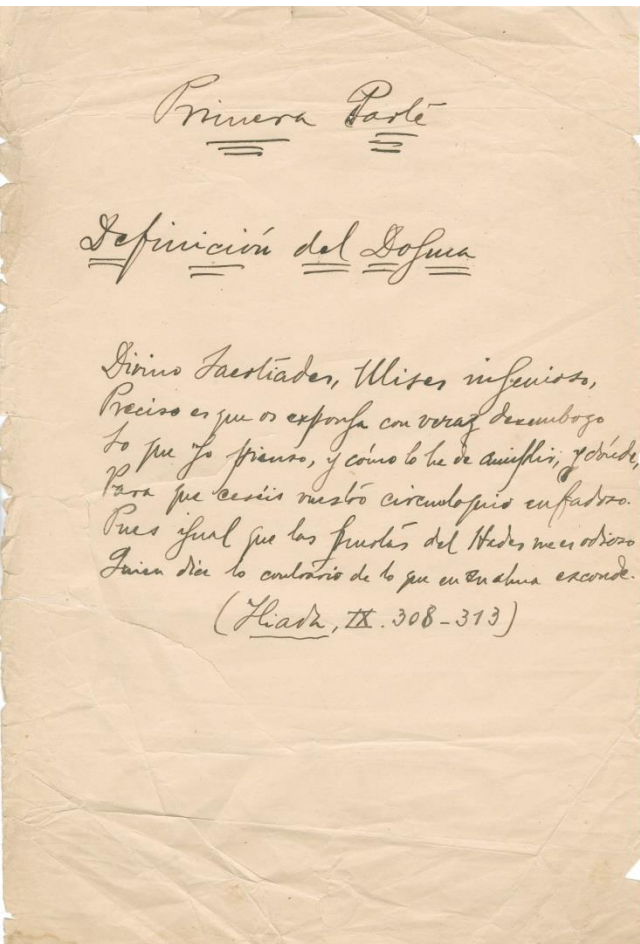 Primera Parte
Definición del Dogma
Divino Laertíades, Ulises ingenioso,
Preciso es que os exponga con veraz desembogo
Lo que yo pienso, y cómo lo he de cumplir, y dónde,
Para que ceséis vuestro circunloquio enfadoso.
Pues igual que las puertas del Hades me es odioso
Quien dice lo contrario de lo que en su alma esconde.
(Iliada, IX. 308-313)